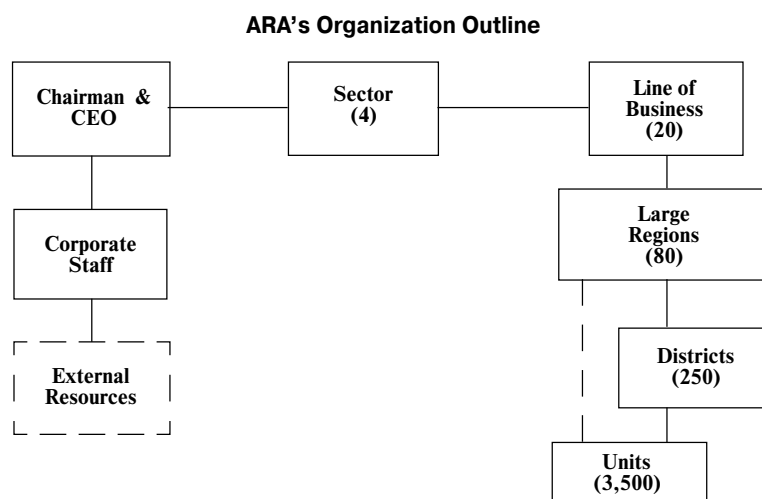 ARA's Organization Outline
Chairman &
CEO
Sector
(4)
Line of
Business
(20)
Corporate
Staff
Large
Regions
(80)
External
Resources
Districts
(250)
Units
(3,500)